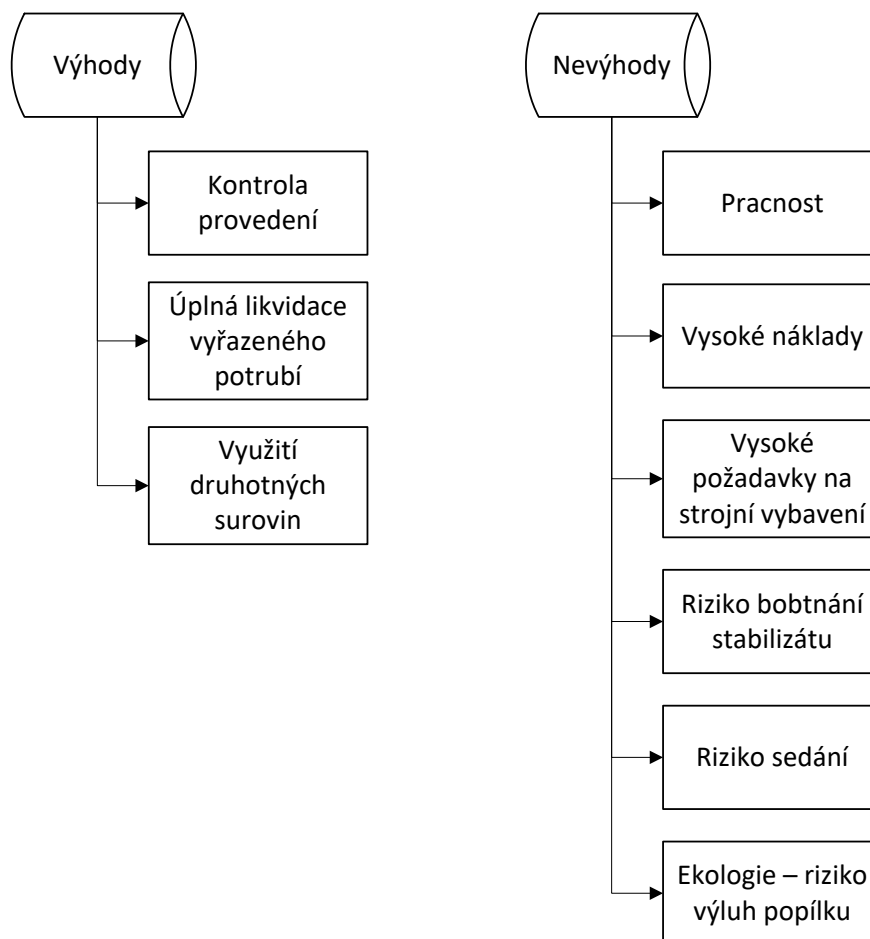 Výhody
Kontrola
provedení
Úplná likvidace
vyřazeného
potrubí
Využití
druhotných
surovin
Nevýhody
Pracnost
Vysoké náklady
Vysoké
požadavky na
strojní vybavení
Riziko bobtnání
stabilizátu
Riziko sedání
Ekologie – riziko
výluh popílku